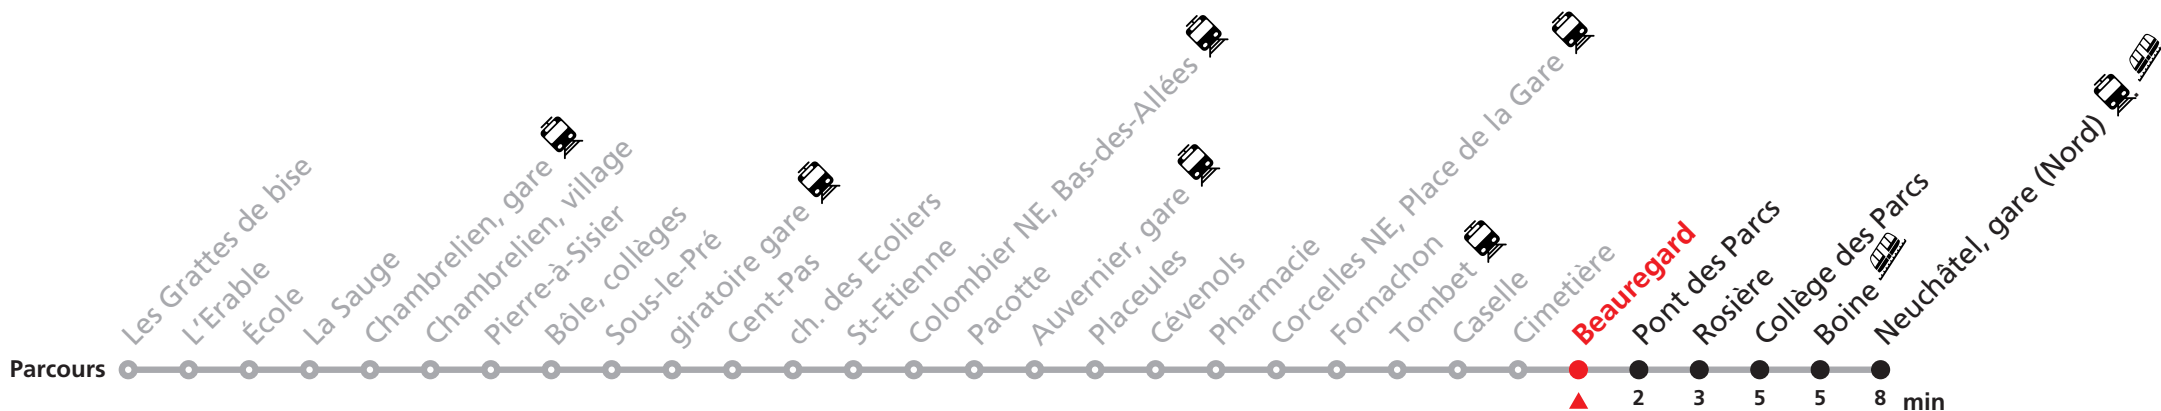 Les Grattes de bise
L'Erable
École
La Sauge
Chambrelien, gare
Chambrelien, village
Pierre-à-Sisier
Bôle, collèges
Sous-le-Pré
giratoire gare
Cent-Pas
ch. des Ecoliers
St-Etienne
Colombier NE, Bas-des-Allées
Pacotte
Auvernier, gare
Placeules
Cévenols
Pharmacie
Corcelles NE, Place de la Gare
Fornachon
Tombet
Caselle
Cimetière
Beauregard
Pont des Parcs
Rosière
Collège des Parcs
Boine
Neuchâtel, gare (Nord)
Parcours
2 3 5 5 8 min